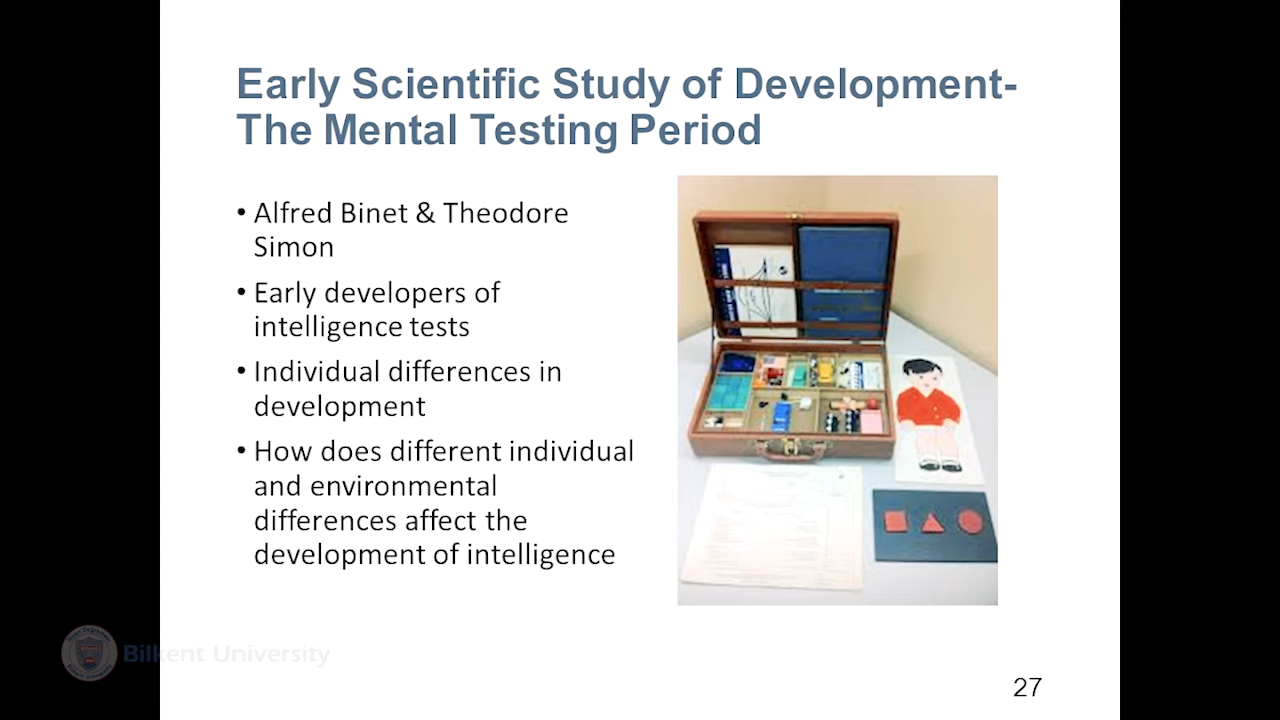 Early Scientific Study of Development-
The Mental Testing Period
• Alfred Binet & Theodore
Simon
• Early developers of
intelligence tests
• Individual differences in
development
• How does different individual
and environmental
differences affect the
development of intelligence
Bilkent University
27